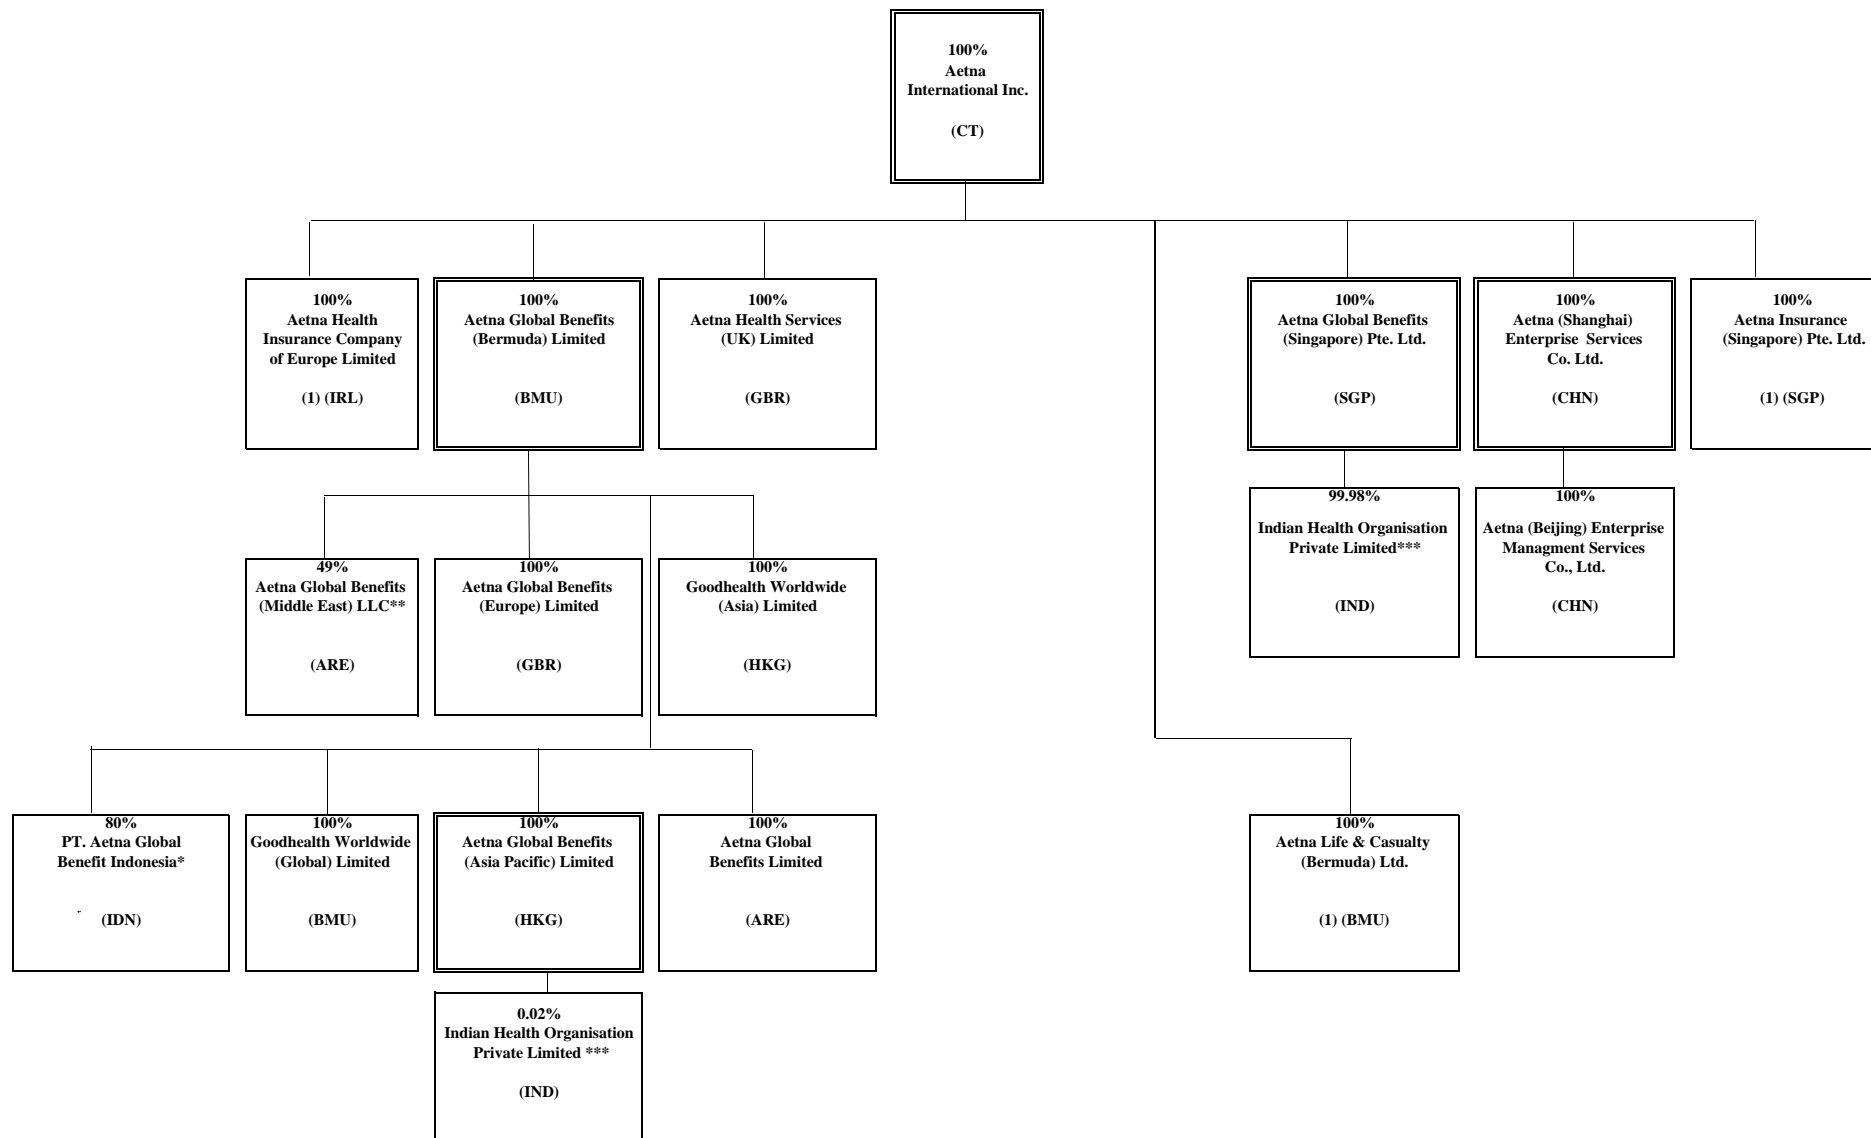 100%
Aetna
International Inc.
(CT)
100%
Aetna Health
Insurance Company
of Europe Limited
(1) (IRL)
100%
Aetna Global Benefits
(Bermuda) Limited
(BMU)
100%
Aetna Health Services
(UK) Limited
(GBR)
100%
Aetna Global Benefits
(Singapore) Pte. Ltd.
(SGP)
100%
Aetna (Shanghai)
Enterprise Services
Co. Ltd.
(CHN)
100%
Aetna Insurance
(Singapore) Pte. Ltd.
(1) (SGP)
99.98%
Indian Health Organisation
Private Limited***
(IND)
100%
Aetna (Beijing) Enterprise
Managment Services
Co., Ltd.
(CHN)
49%
Aetna Global Benefits
(Middle East) LLC**
(ARE)
100%
Aetna Global Benefits
(Europe) Limited
(GBR)
100%
Goodhealth Worldwide
(Asia) Limited
(HKG)
80%
PT. Aetna Global
Benefit Indonesia*
(IDN)
100%
Goodhealth Worldwide
(Global) Limited
(BMU)
100%
Aetna Global Benefits
(Asia Pacific) Limited
(HKG)
100%
Aetna Global
Benefits Limited
(ARE)
100%
Aetna Life & Casualty
(Bermuda) Ltd.
(1) (BMU)
0.02%
Indian Health Organisation
Private Limited ***
(IND)